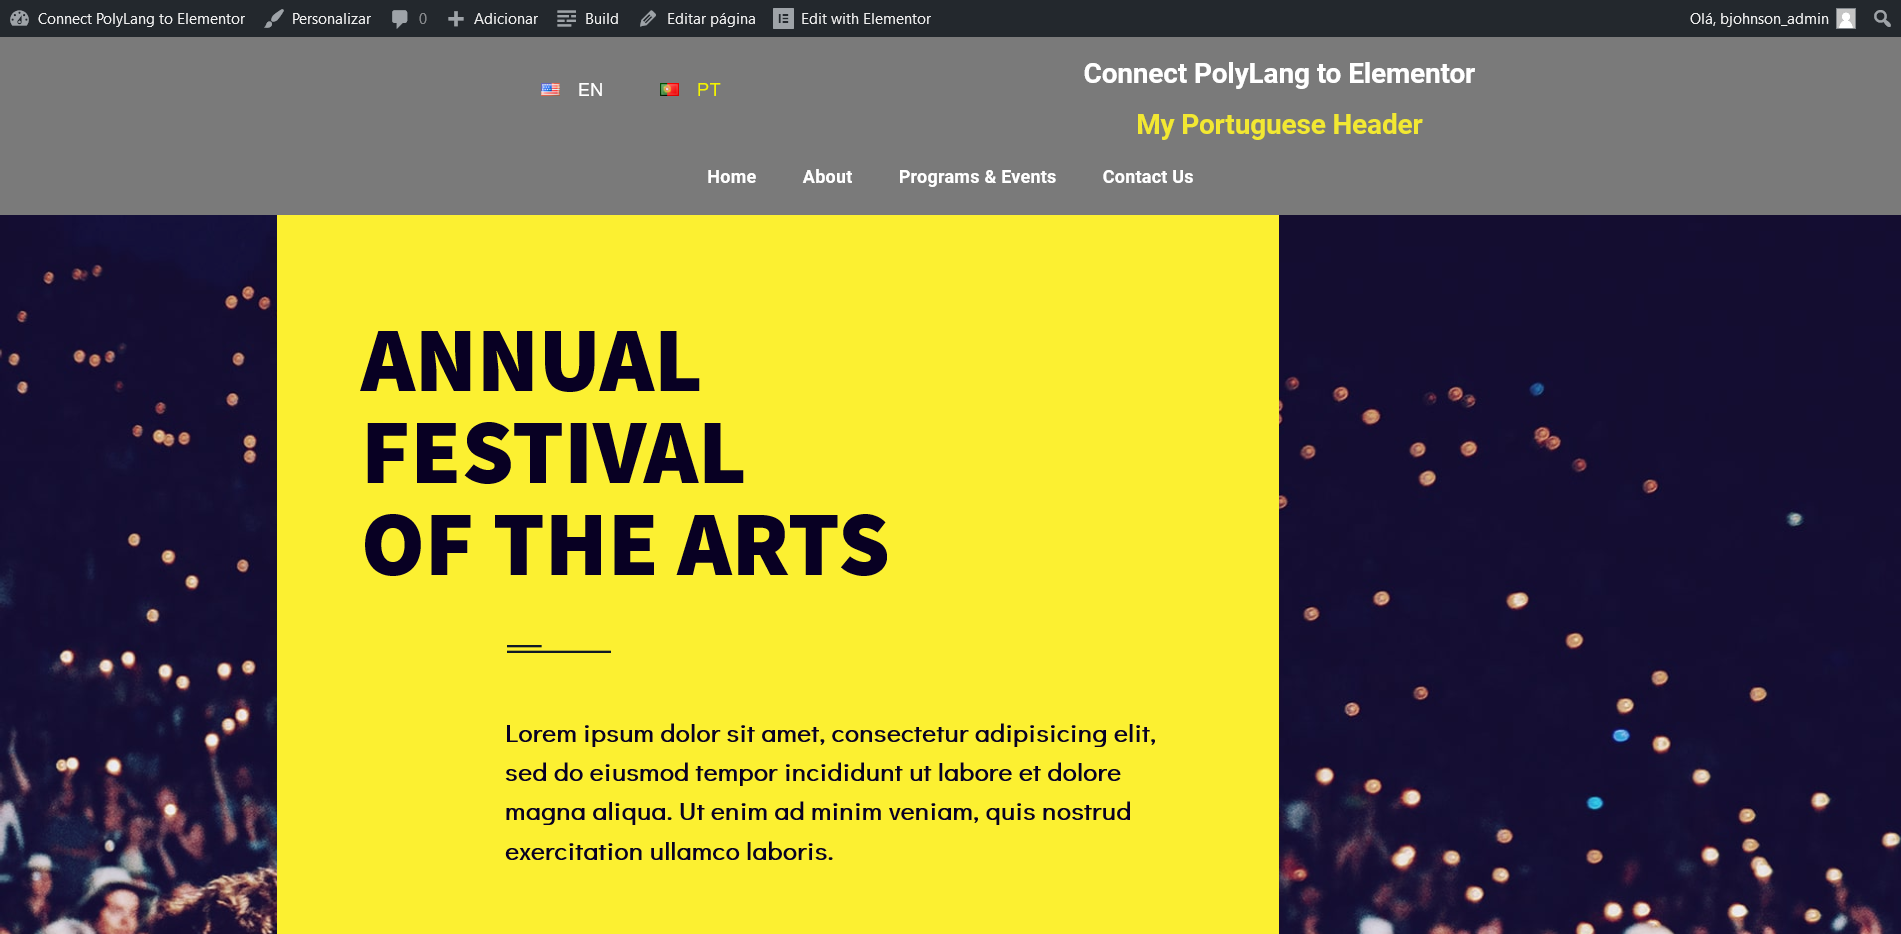 Connect PolyLang to Elementor Personalizar 0 Adicionar Build Editar página Edit with Elementor Olá, bjohnson_admin
EN PT
Connect PolyLang to Elementor
My Portuguese Header
Home About Programs & Events Contact Us
ANNUAL
FESTIVAL
OF THE ARTS
Lorem ipsum dolor sit amet, consectetur adipisicing elit,
sed do eiusmod tempor incididunt ut labore et dolore
magna aliqua. Ut enim ad minim veniam, quis nostrud
exercitation ullamco laboris.